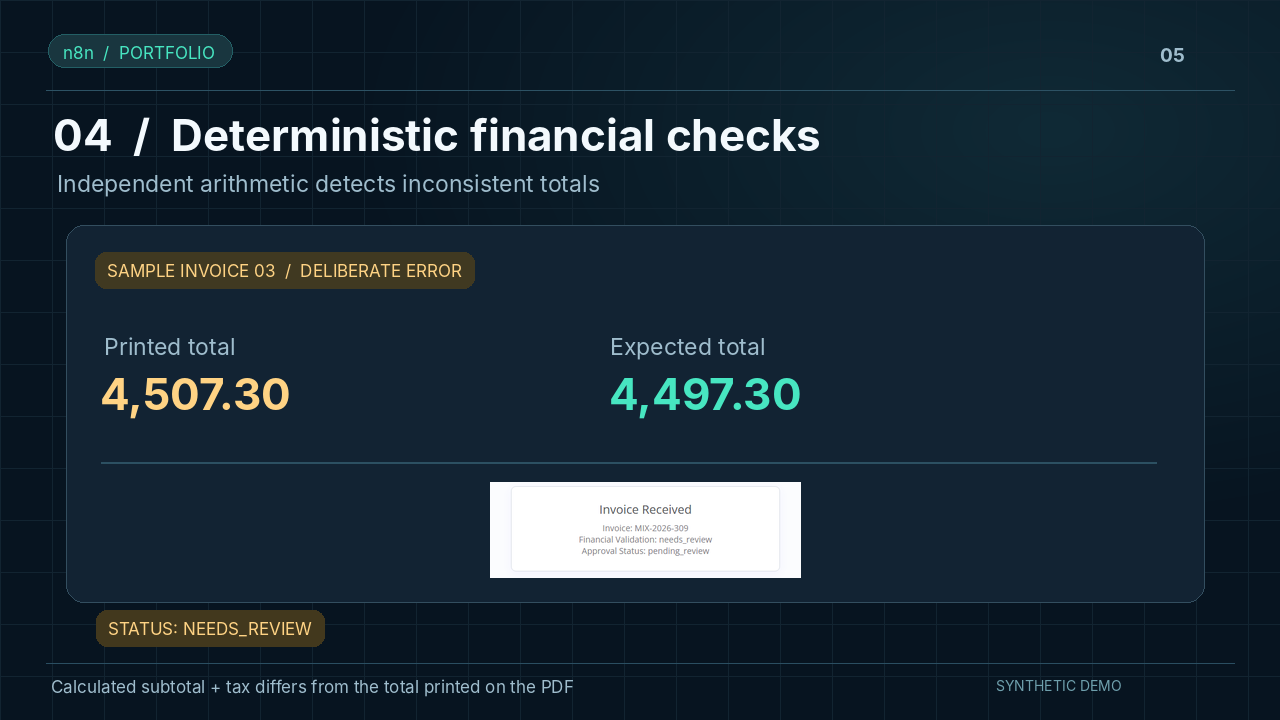 n8n / PORTFOLIO
05
04 / Deterministic financial checks
Independent arithmetic detects inconsistent totals
SAMPLE INVOICE 03 / DELIBERATE ERROR
Printed total
4,507.30
Expected total
4,497.30
Invoice Received
Invoice: MIX-2026-309
Financial Validation: needs_review
Approval Status: pending_review
STATUS: NEEDS_REVIEW
Calculated subtotal + tax differs from the total printed on the PDF
SYNTHETIC DEMO